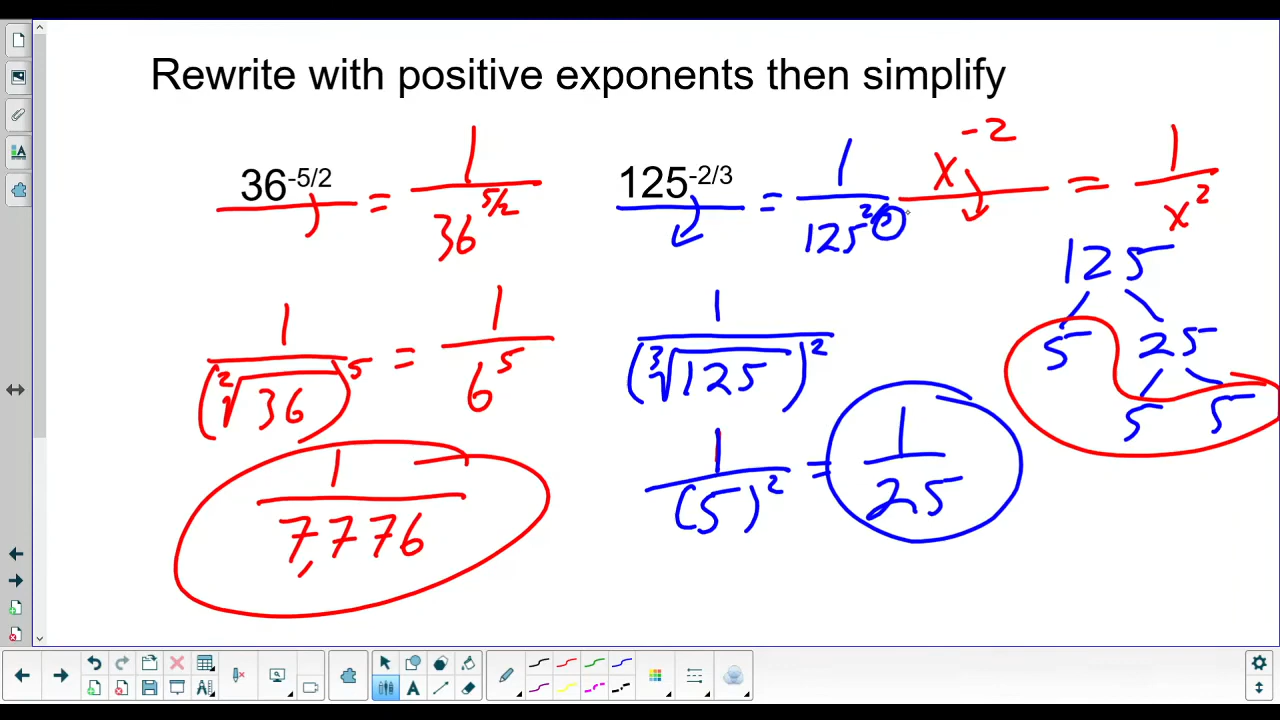 Rewrite with positive exponents then simplify
36^{-5/2} = 1/36^{5/2}
1/(\sqrt[2]{36})^5 = 1/6^5
1/7,776
125^{-2/3} = 1/125^{2/3}
1/(\sqrt[3]{125})^2
1/(5)^2 = 1/25
x^{-2} = 1/x^2
125
5 25
5 5